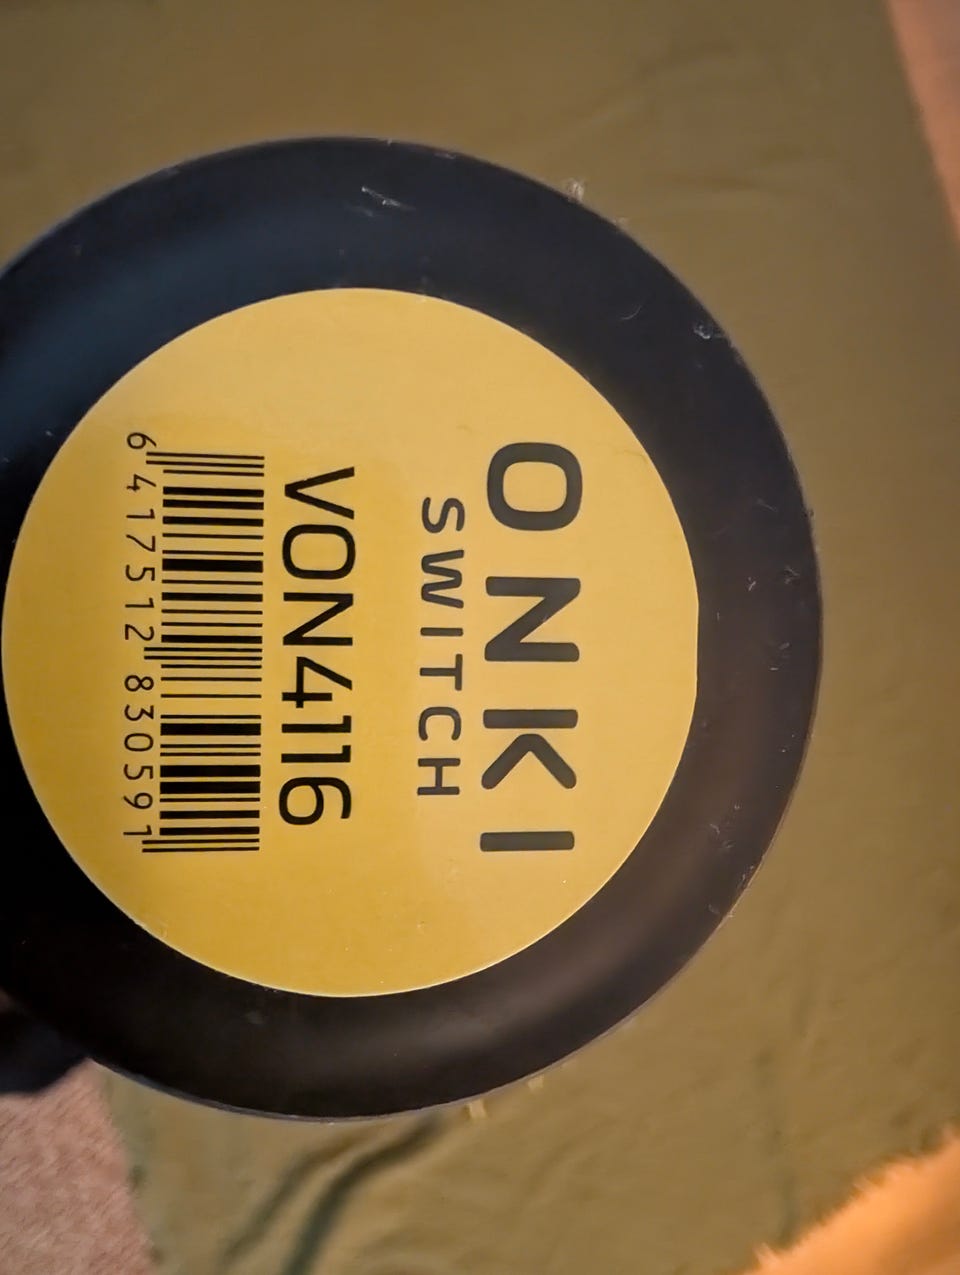 ONKI
SWITCH
VON4116
6 417512 830591